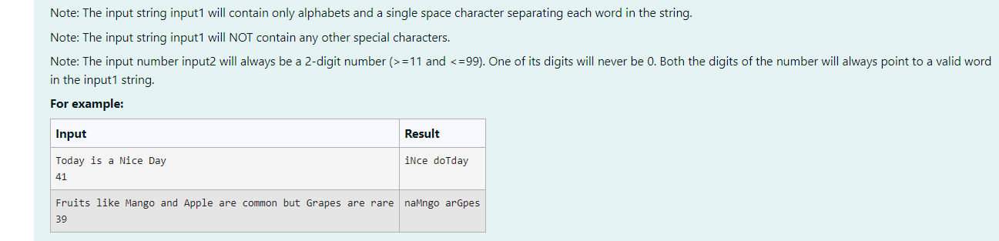 Note: The input string input1 will contain only alphabets and a single space character separating each word in the string.
Note: The input string input1 will NOT contain any other special characters.
Note: The input number input2 will always be a 2-digit number (>=11 and <=99). One of its digits will never be 0. Both the digits of the number will always point to a valid word
in the input1 string.
For example:
Input Result
Today is a Nice Day iNce doTday
41
Fruits like Mango and Apple are common but Grapes are rare naMngo arGpes
39